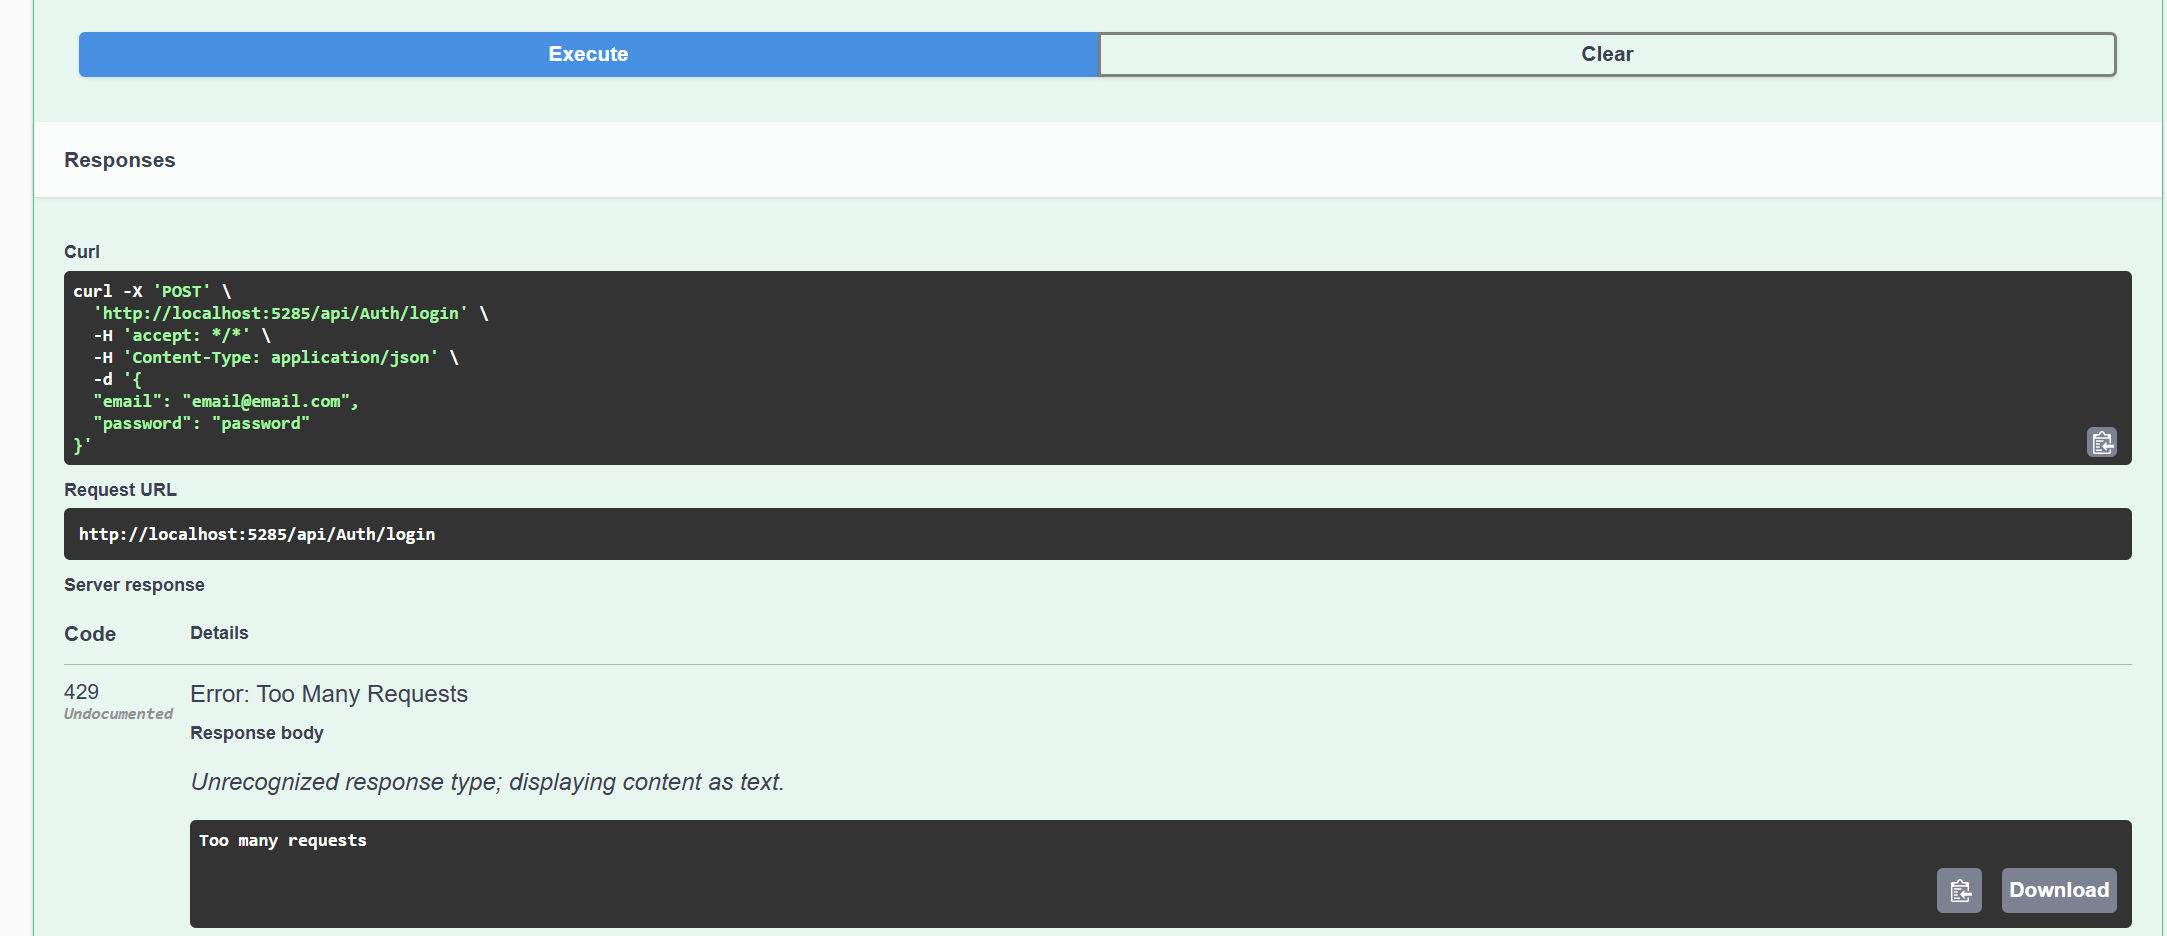 Execute
Clear
Responses
Curl
curl -X 'POST' \
  'http://localhost:5285/api/Auth/login' \
  -H 'accept: */*' \
  -H 'Content-Type: application/json' \
  -d '{
  "email": "email@email.com",
  "password": "password"
}'
Request URL
http://localhost:5285/api/Auth/login
Server response
Code Details
429 Error: Too Many Requests
Undocumented
Response body
Unrecognized response type; displaying content as text.
Too many requests
Download